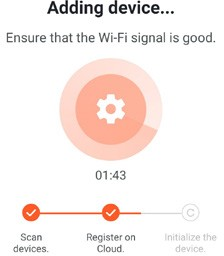 Adding device...
Ensure that the Wi-Fi signal is good.
01:43
Scan devices.
Register on Cloud.
Initialize the device.